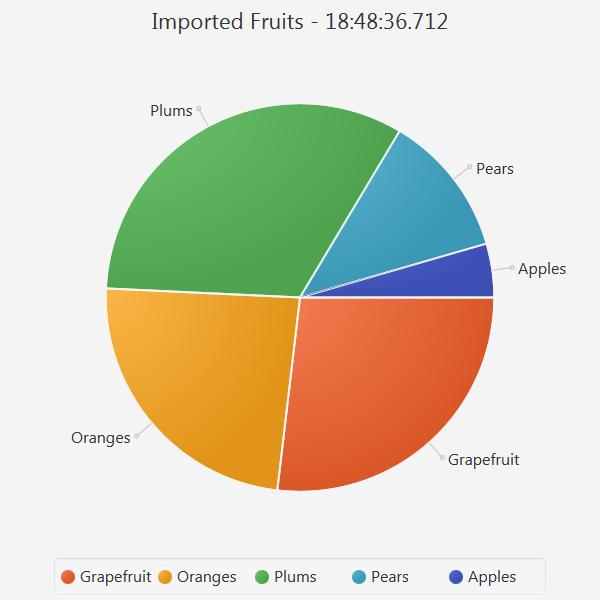 Imported Fruits - 18:48:36.712
Plums
Pears
Apples
Oranges
Grapefruit
Grapefruit Oranges Plums Pears Apples